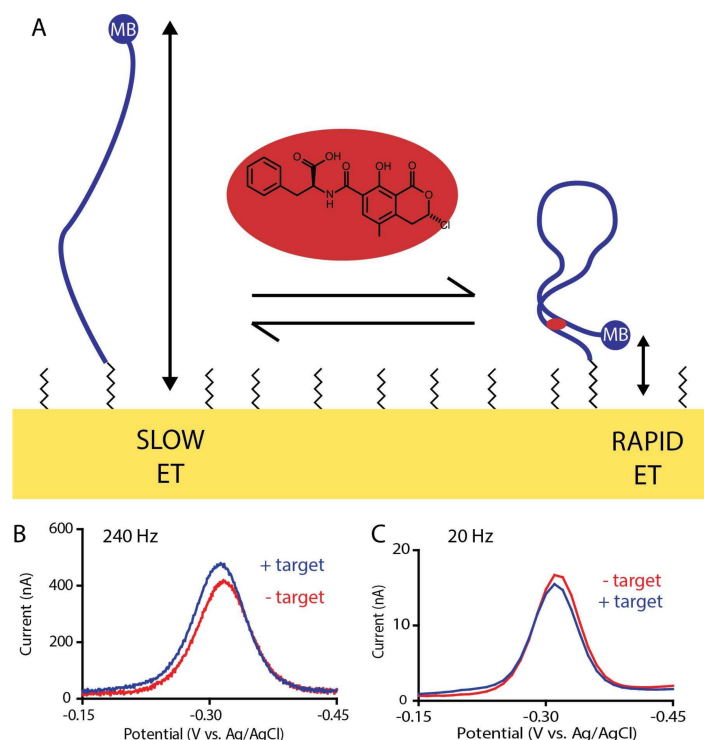 A
MB
O
OH
O
N
H
OH
O
O
O
Cl
MB
SLOW
ET
RAPID
ET
B
240 Hz
+ target
- target
600
400
200
0
Current (nA)
-0.15
-0.30
-0.45
Potential (V vs. Ag/AgCl)
C
20 Hz
- target
+ target
20
10
0
Current (nA)
-0.15
-0.30
-0.45
Potential (V vs. Ag/AgCl)